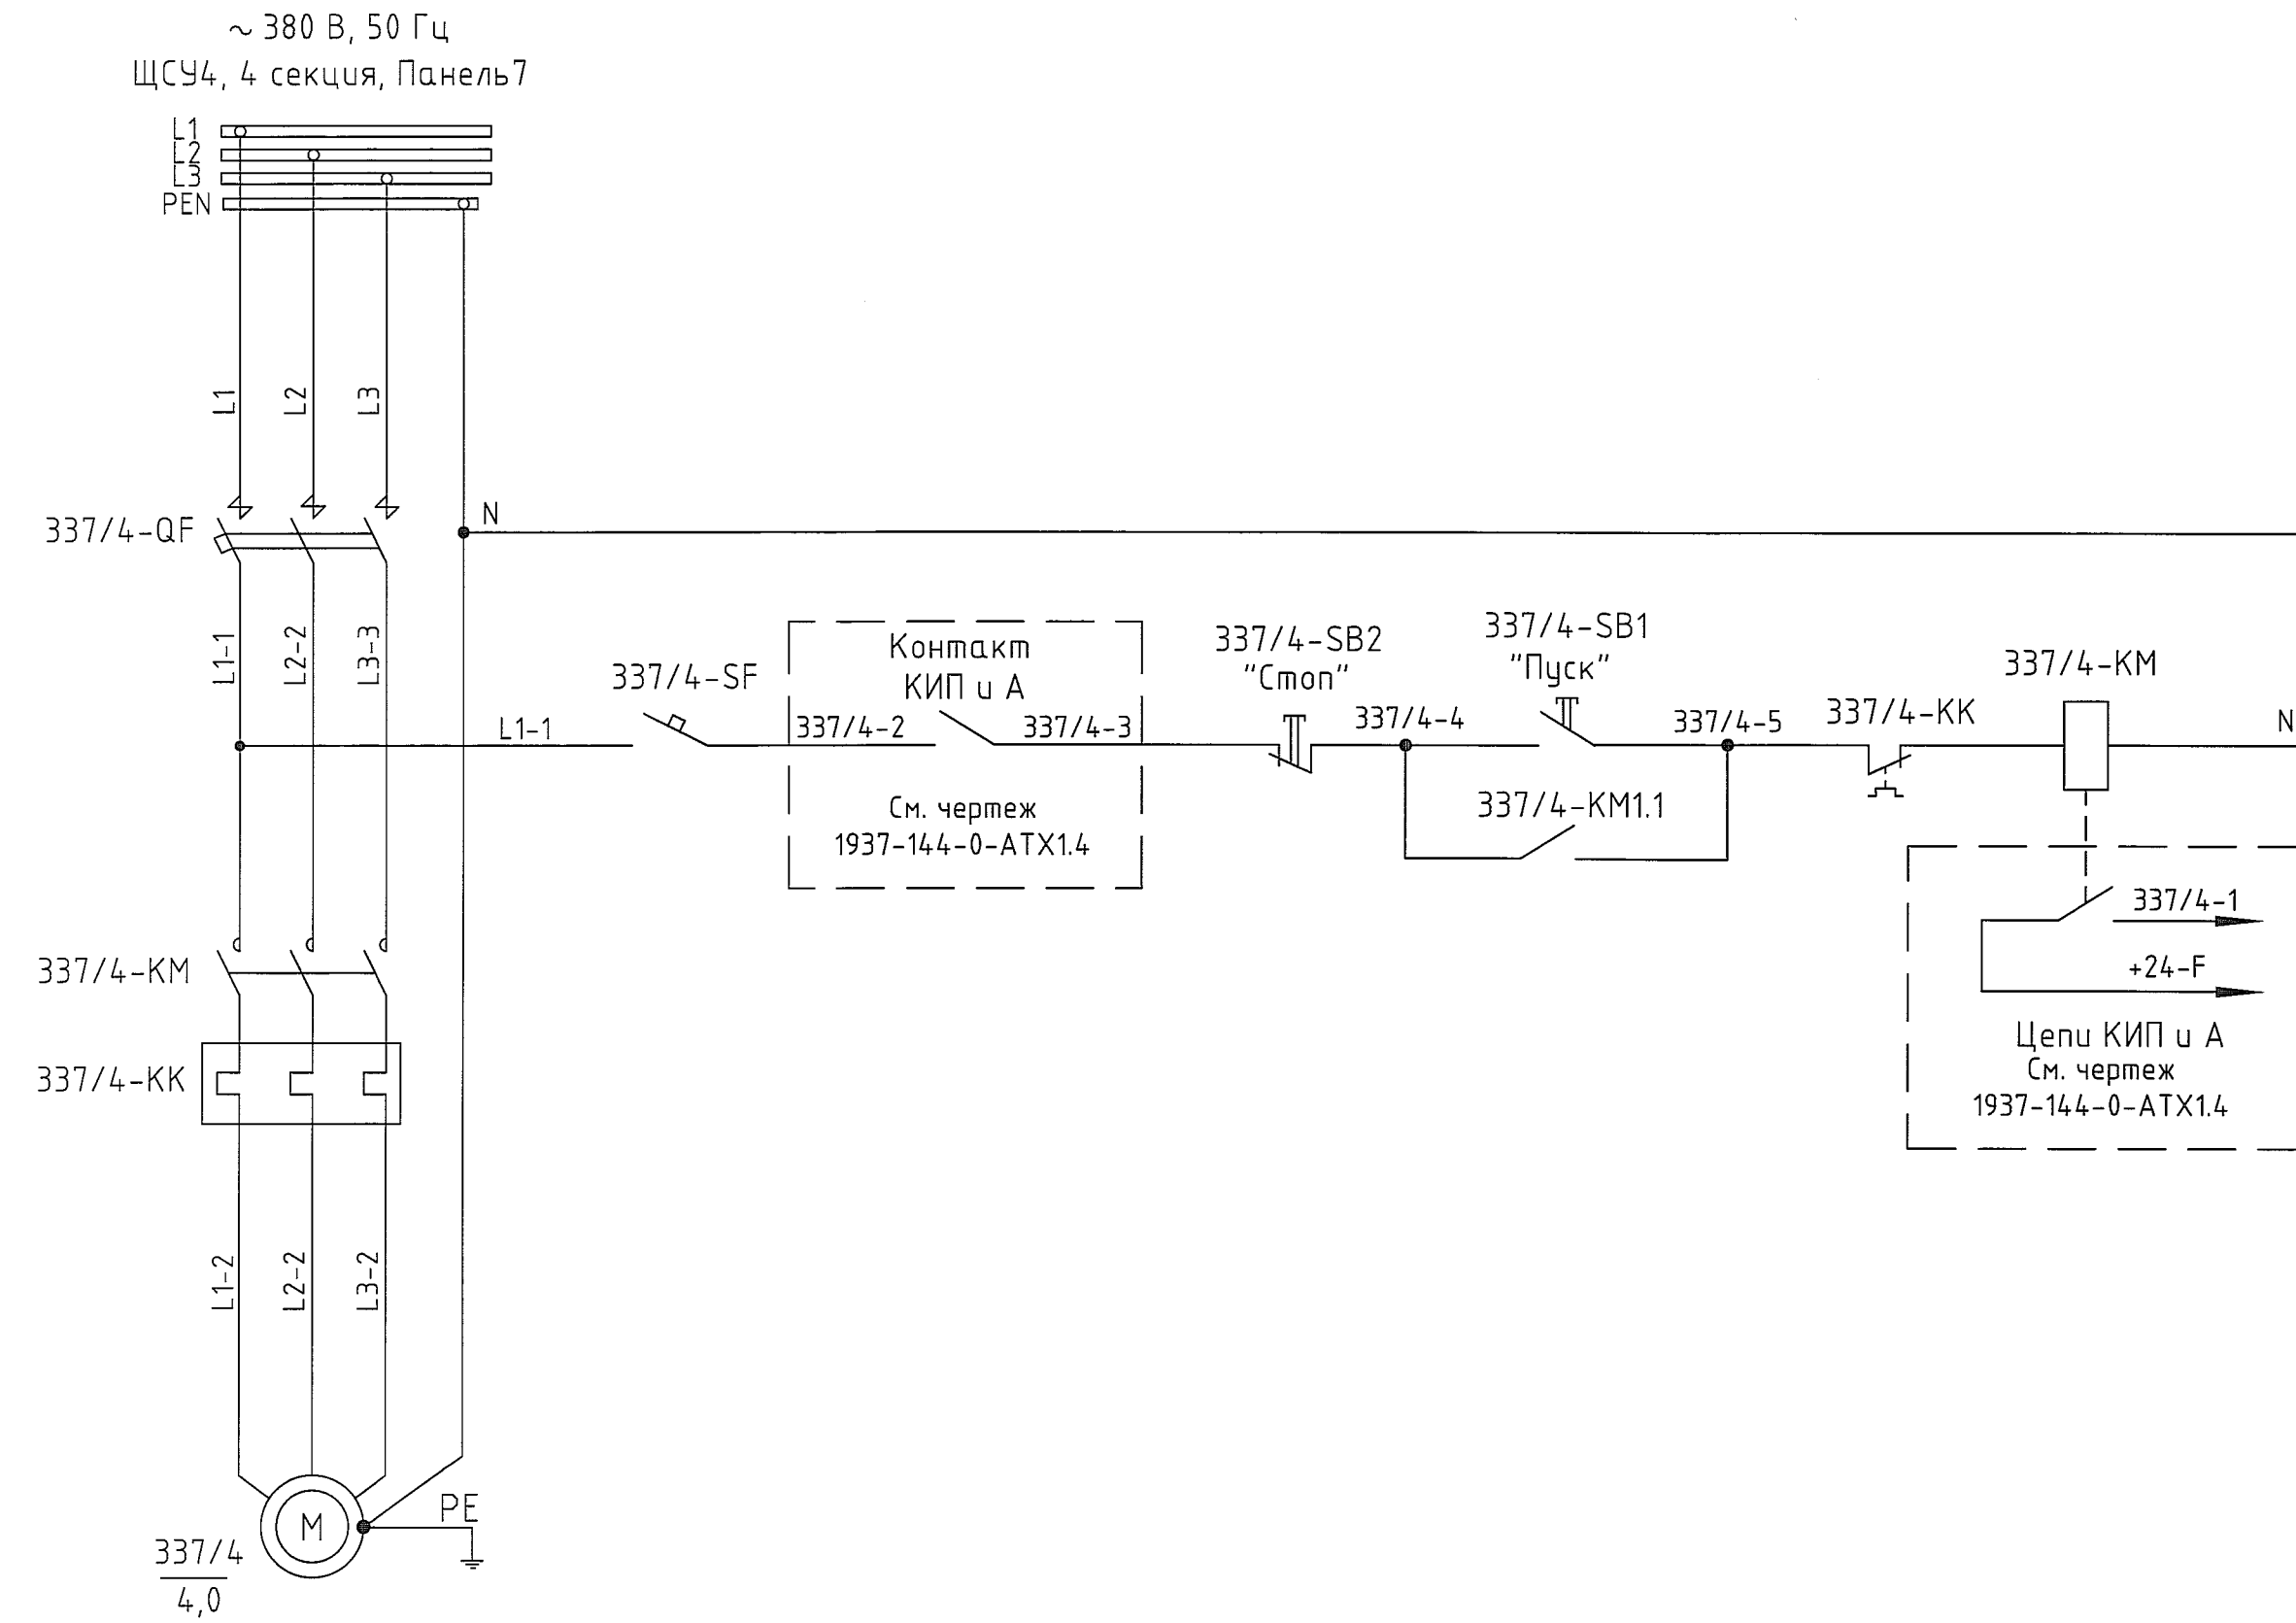 ~ 380 В, 50 Гц
ЩСУ4, 4 секция, Панель7
L1
L2
L3
PEN
L1
L2
L3
337/4-QF
N
L1-1
L2-2
L3-3
L1-1
337/4-SF
Контакт
КИП и А
337/4-2
337/4-3
См. чертеж
1937-144-0-АТХ1.4
337/4-SB2
"Стоп"
337/4-4
337/4-SB1
"Пуск"
337/4-5
337/4-KM1.1
337/4-KK
337/4-KM
N
337/4-1
+24-F
Цепи КИП и А
См. чертеж
1937-144-0-АТХ1.4
337/4-KM
337/4-KK
L1-2
L2-2
L3-2
M
PE
337/4
4,0